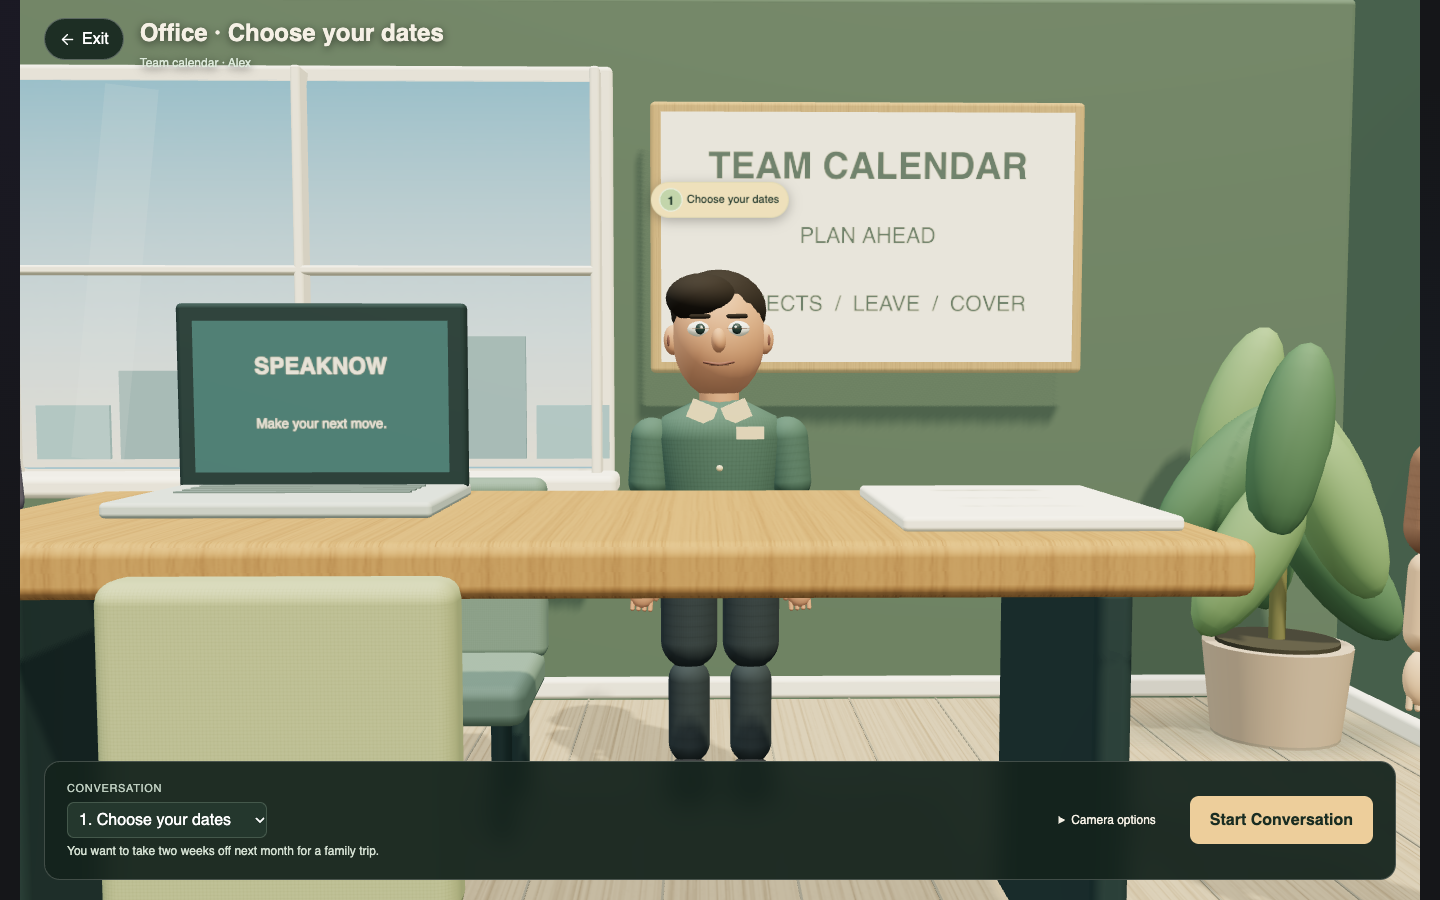 Exit
Office · Choose your dates
Team calendar · Alex
TEAM CALENDAR
1 Choose your dates
PLAN AHEAD
ECTS / LEAVE / COVER
SPEAKNOW
Make your next move.
CONVERSATION
1. Choose your dates
You want to take two weeks off next month for a family trip.
Camera options
Start Conversation